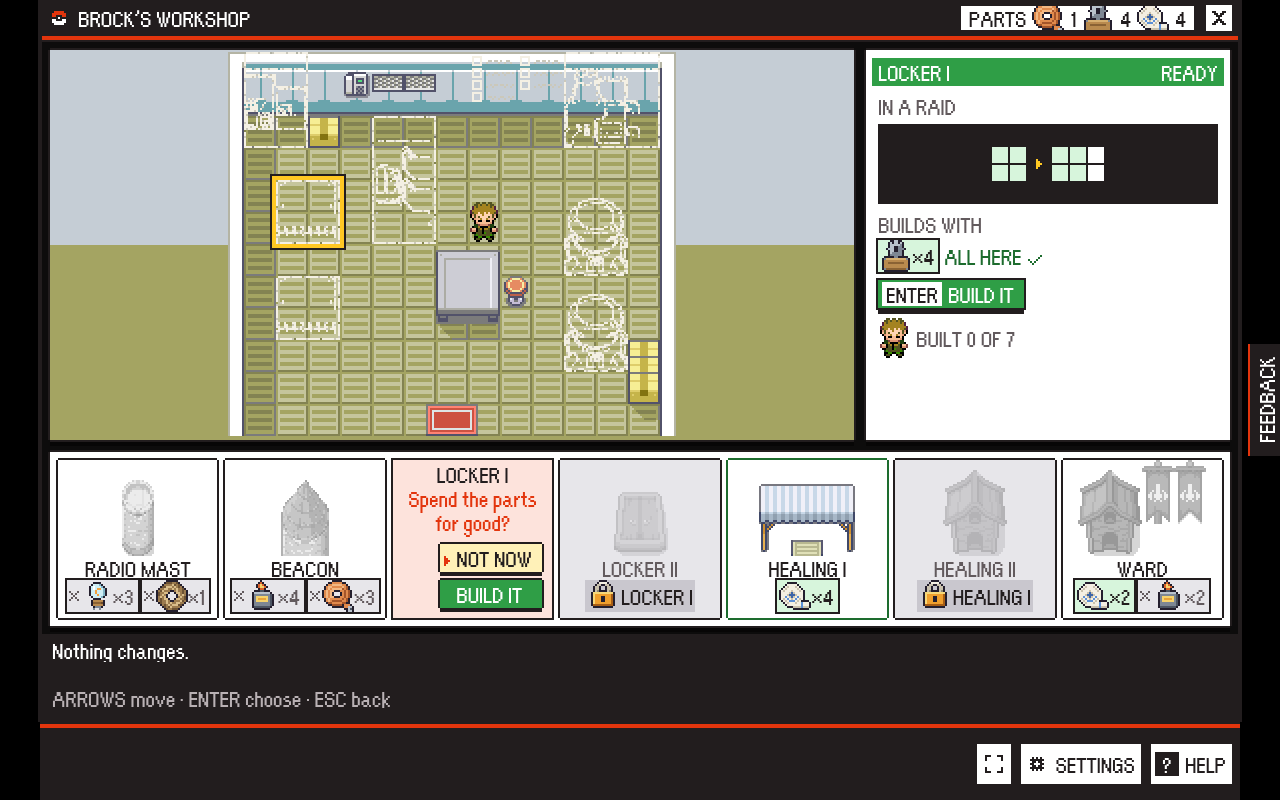 BROCK'S WORKSHOP
PARTS 1 4 4 X
LOCKER I READY
IN A RAID
BUILDS WITH
×4 ALL HERE ✓
ENTER BUILD IT
BUILT 0 OF 7
FEEDBACK
RADIO MAST
× ×3 × ×1
BEACON
× ×4 × ×3
LOCKER I
Spend the parts
for good?
NOT NOW
BUILD IT
LOCKER II
LOCKER I
HEALING I
×4
HEALING II
HEALING I
WARD
×2 × ×2
Nothing changes.
ARROWS move · ENTER choose · ESC back
SETTINGS
? HELP